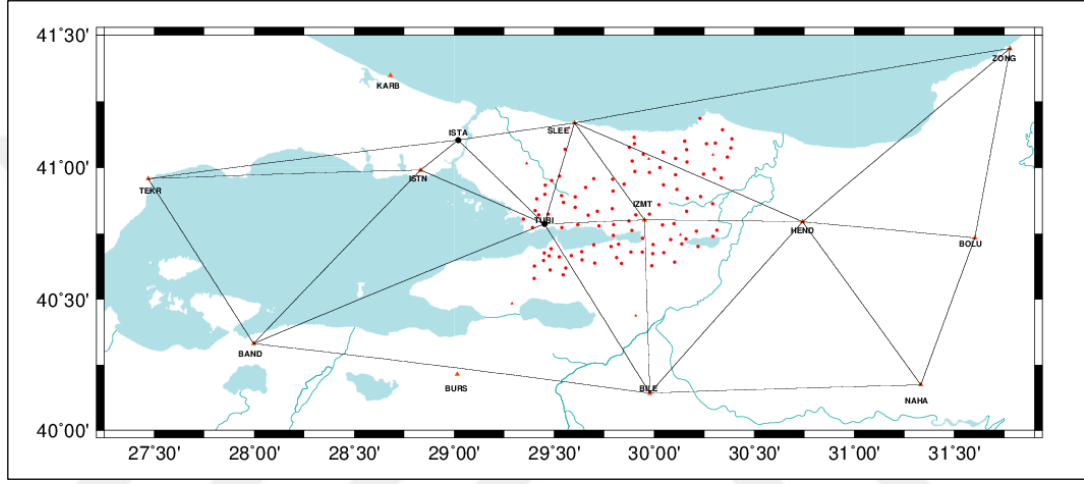 41˚30'
ZONG
KARB
ISTA
SLEE
41˚00'
ISTN
TEKR
IZMT
TUBI
HEND
BOLU
40˚30'
BAND
BURS
BILE
NAHA
40˚00'
27˚30' 28˚00' 28˚30' 29˚00' 29˚30' 30˚00' 30˚30' 31˚00' 31˚30'